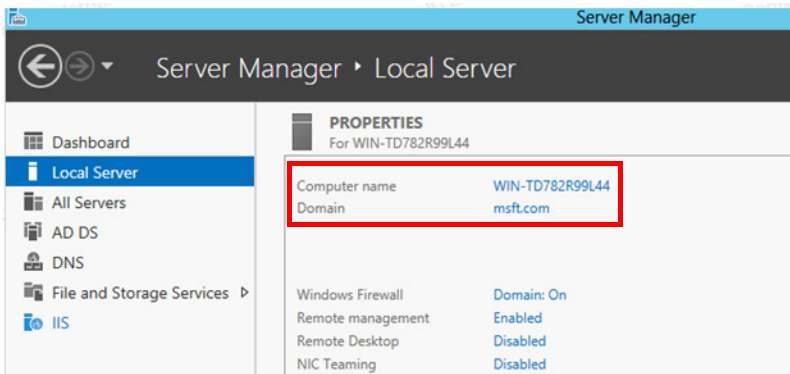 Server Manager
Server Manager ‣ Local Server
Dashboard
Local Server
All Servers
AD DS
DNS
File and Storage Services
IIS
PROPERTIES
For WIN-TD782R99L44
Computer name WIN-TD782R99L44
Domain msft.com
Windows Firewall Domain: On
Remote management Enabled
Remote Desktop Disabled
NIC Teaming Disabled